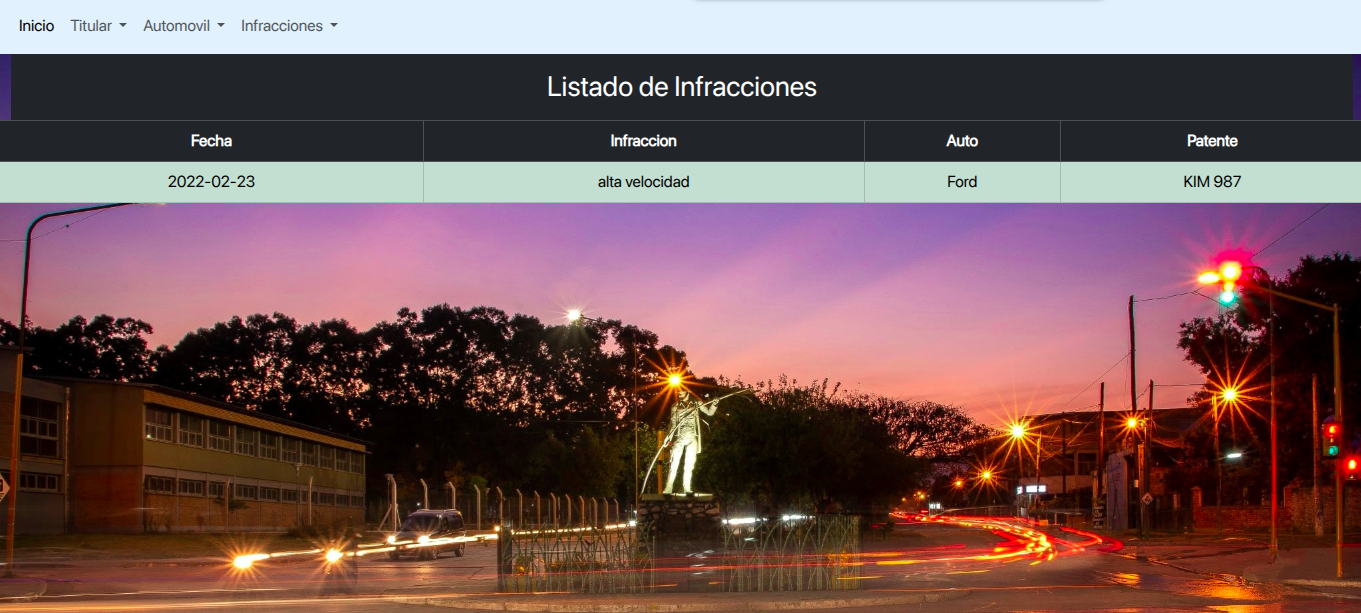 Inicio Titular Automovil Infracciones
Listado de Infracciones
Fecha Infraccion Auto Patente
2022-02-23 alta velocidad Ford KIM 987